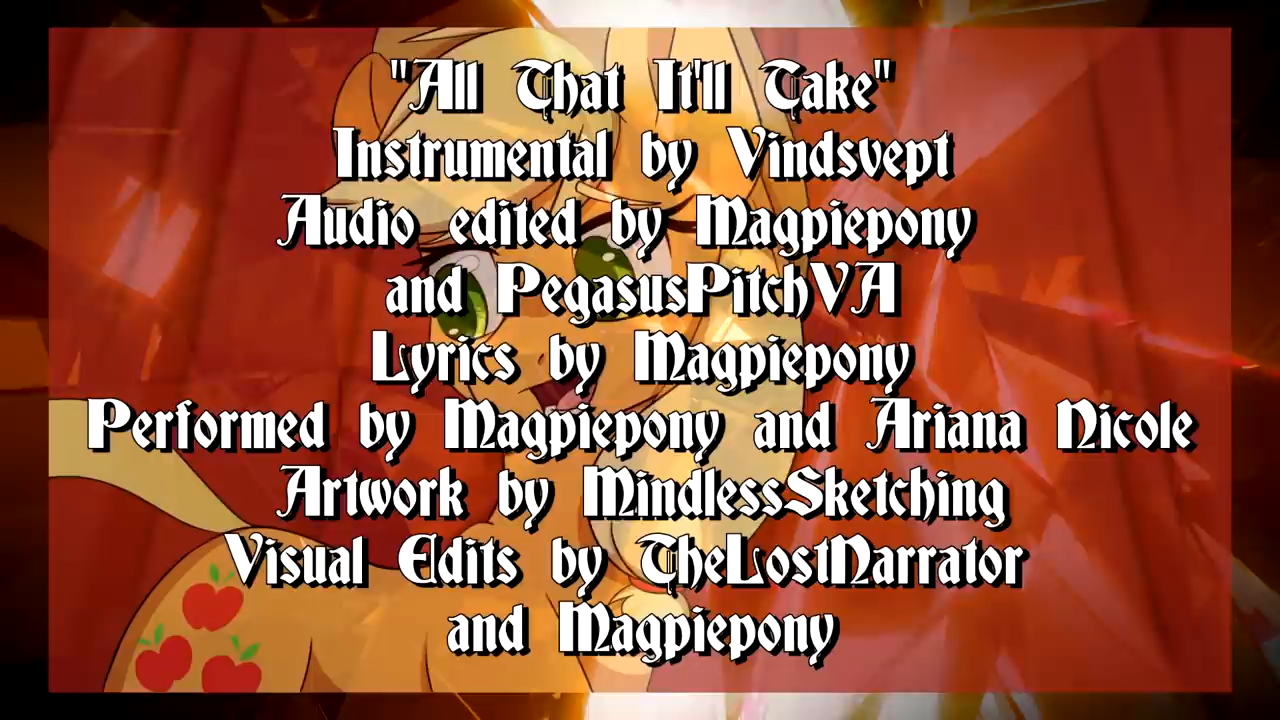 "All That It'll Take"
Instrumental by Vindsvept
Audio edited by Magpiepony
and PegasusPitchVA
Lyrics by Magpiepony
Performed by Magpiepony and Ariana Nicole
Artwork by MindlessSketching
Visual Edits by TheLostNarrator
and Magpiepony